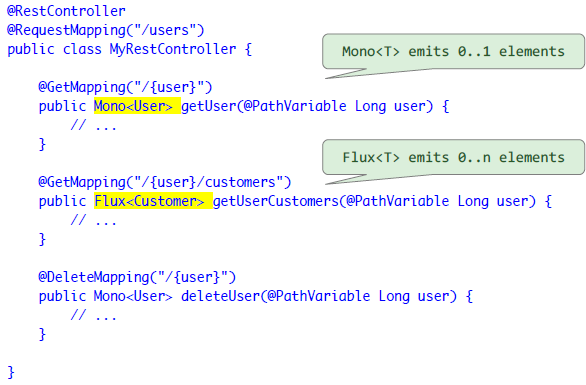 @RestController
@RequestMapping("/users")
public class MyRestController {
Mono<T> emits 0..1 elements
@GetMapping("/{user}")
public Mono<User> getUser(@PathVariable Long user) {
// ...
}
Flux<T> emits 0..n elements
@GetMapping("/{user}/customers")
public Flux<Customer> getUserCustomers(@PathVariable Long user) {
// ...
}
@DeleteMapping("/{user}")
public Mono<User> deleteUser(@PathVariable Long user) {
// ...
}
}